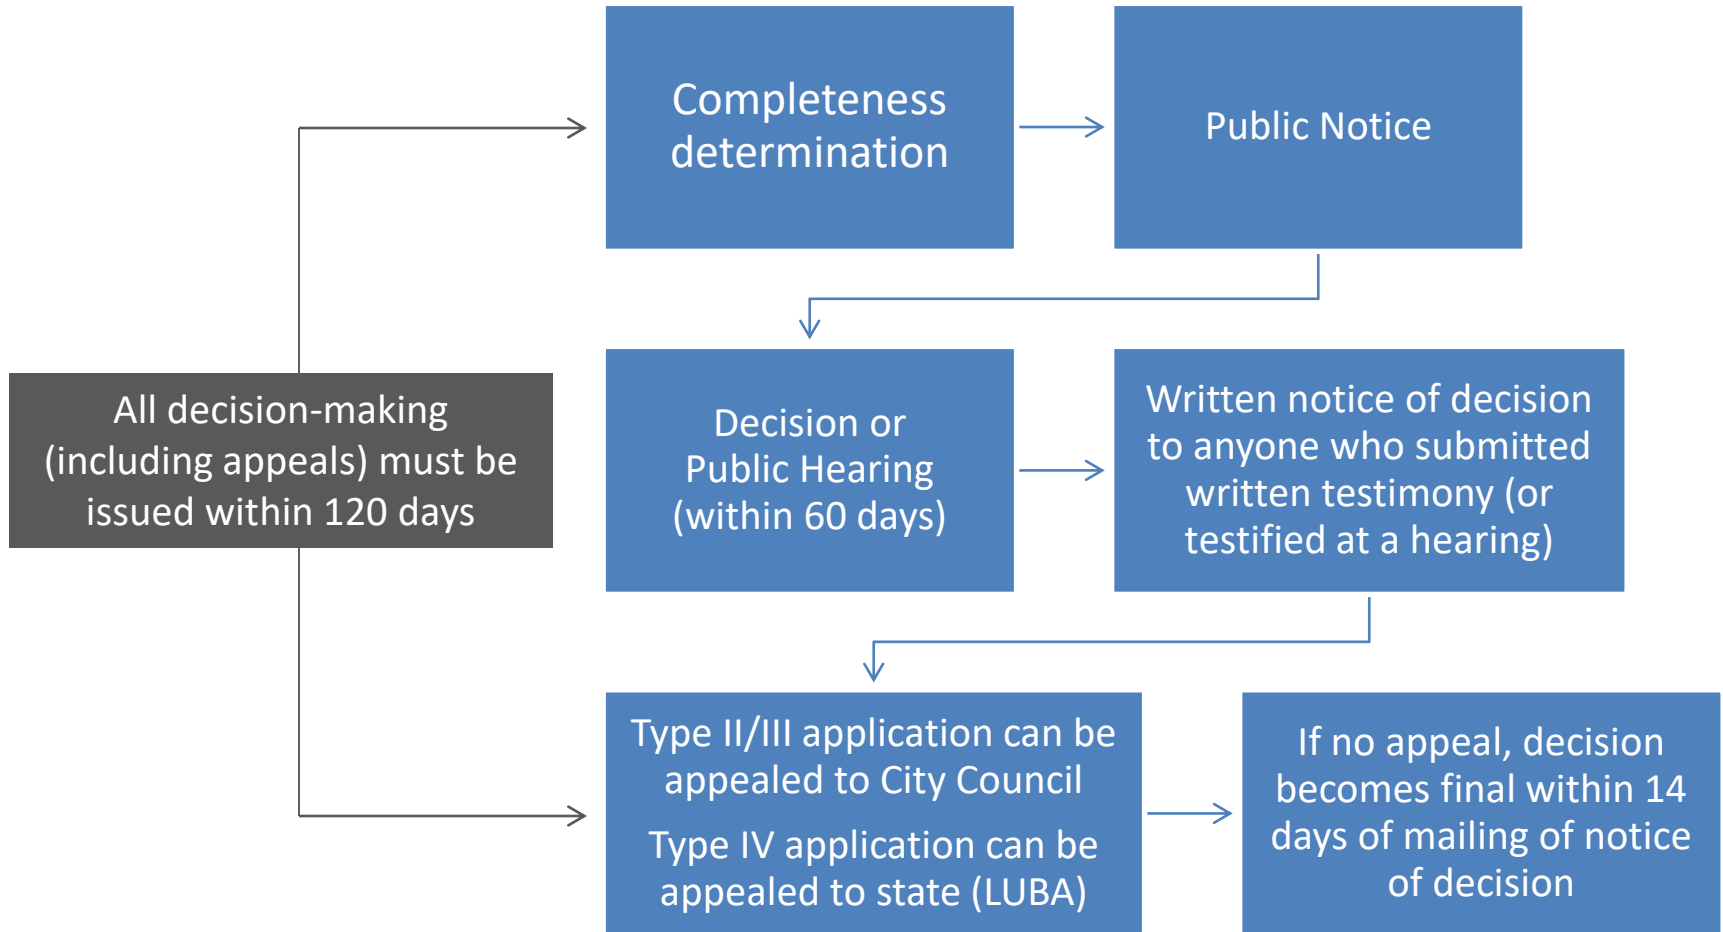 Completeness
determination
Public Notice
All decision-making
(including appeals) must be
issued within 120 days
Decision or
Public Hearing
(within 60 days)
Written notice of decision
to anyone who submitted
written testimony (or
testified at a hearing)
Type II/III application can be
appealed to City Council
Type IV application can be
appealed to state (LUBA)
If no appeal, decision
becomes final within 14
days of mailing of notice
of decision